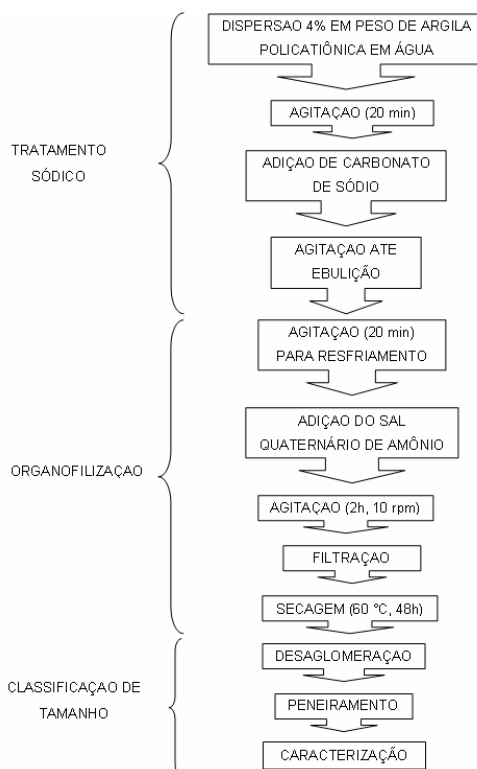 DISPERSAO 4% EM PESO DE ARGILA
POLICATIÔNICA EM ÁGUA
AGITAÇAO (20 min)
TRATAMENTO
SÓDICO
ADIÇAO DE CARBONATO
DE SÓDIO
AGITAÇAO ATE
EBULIÇÃO
AGITAÇAO (20 min)
PARA RESFRIAMENTO
ADIÇAO DO SAL
QUATERNÁRIO DE AMÔNIO
ORGANOFILIZAÇAO
AGITAÇAO (2h, 10 rpm)
FILTRAÇAO
SECAGEM (60 °C, 48h)
DESAGLOMERAÇAO
CLASSIFICAÇAO DE
TAMANHO
PENEIRAMENTO
CARACTERIZAÇÃO